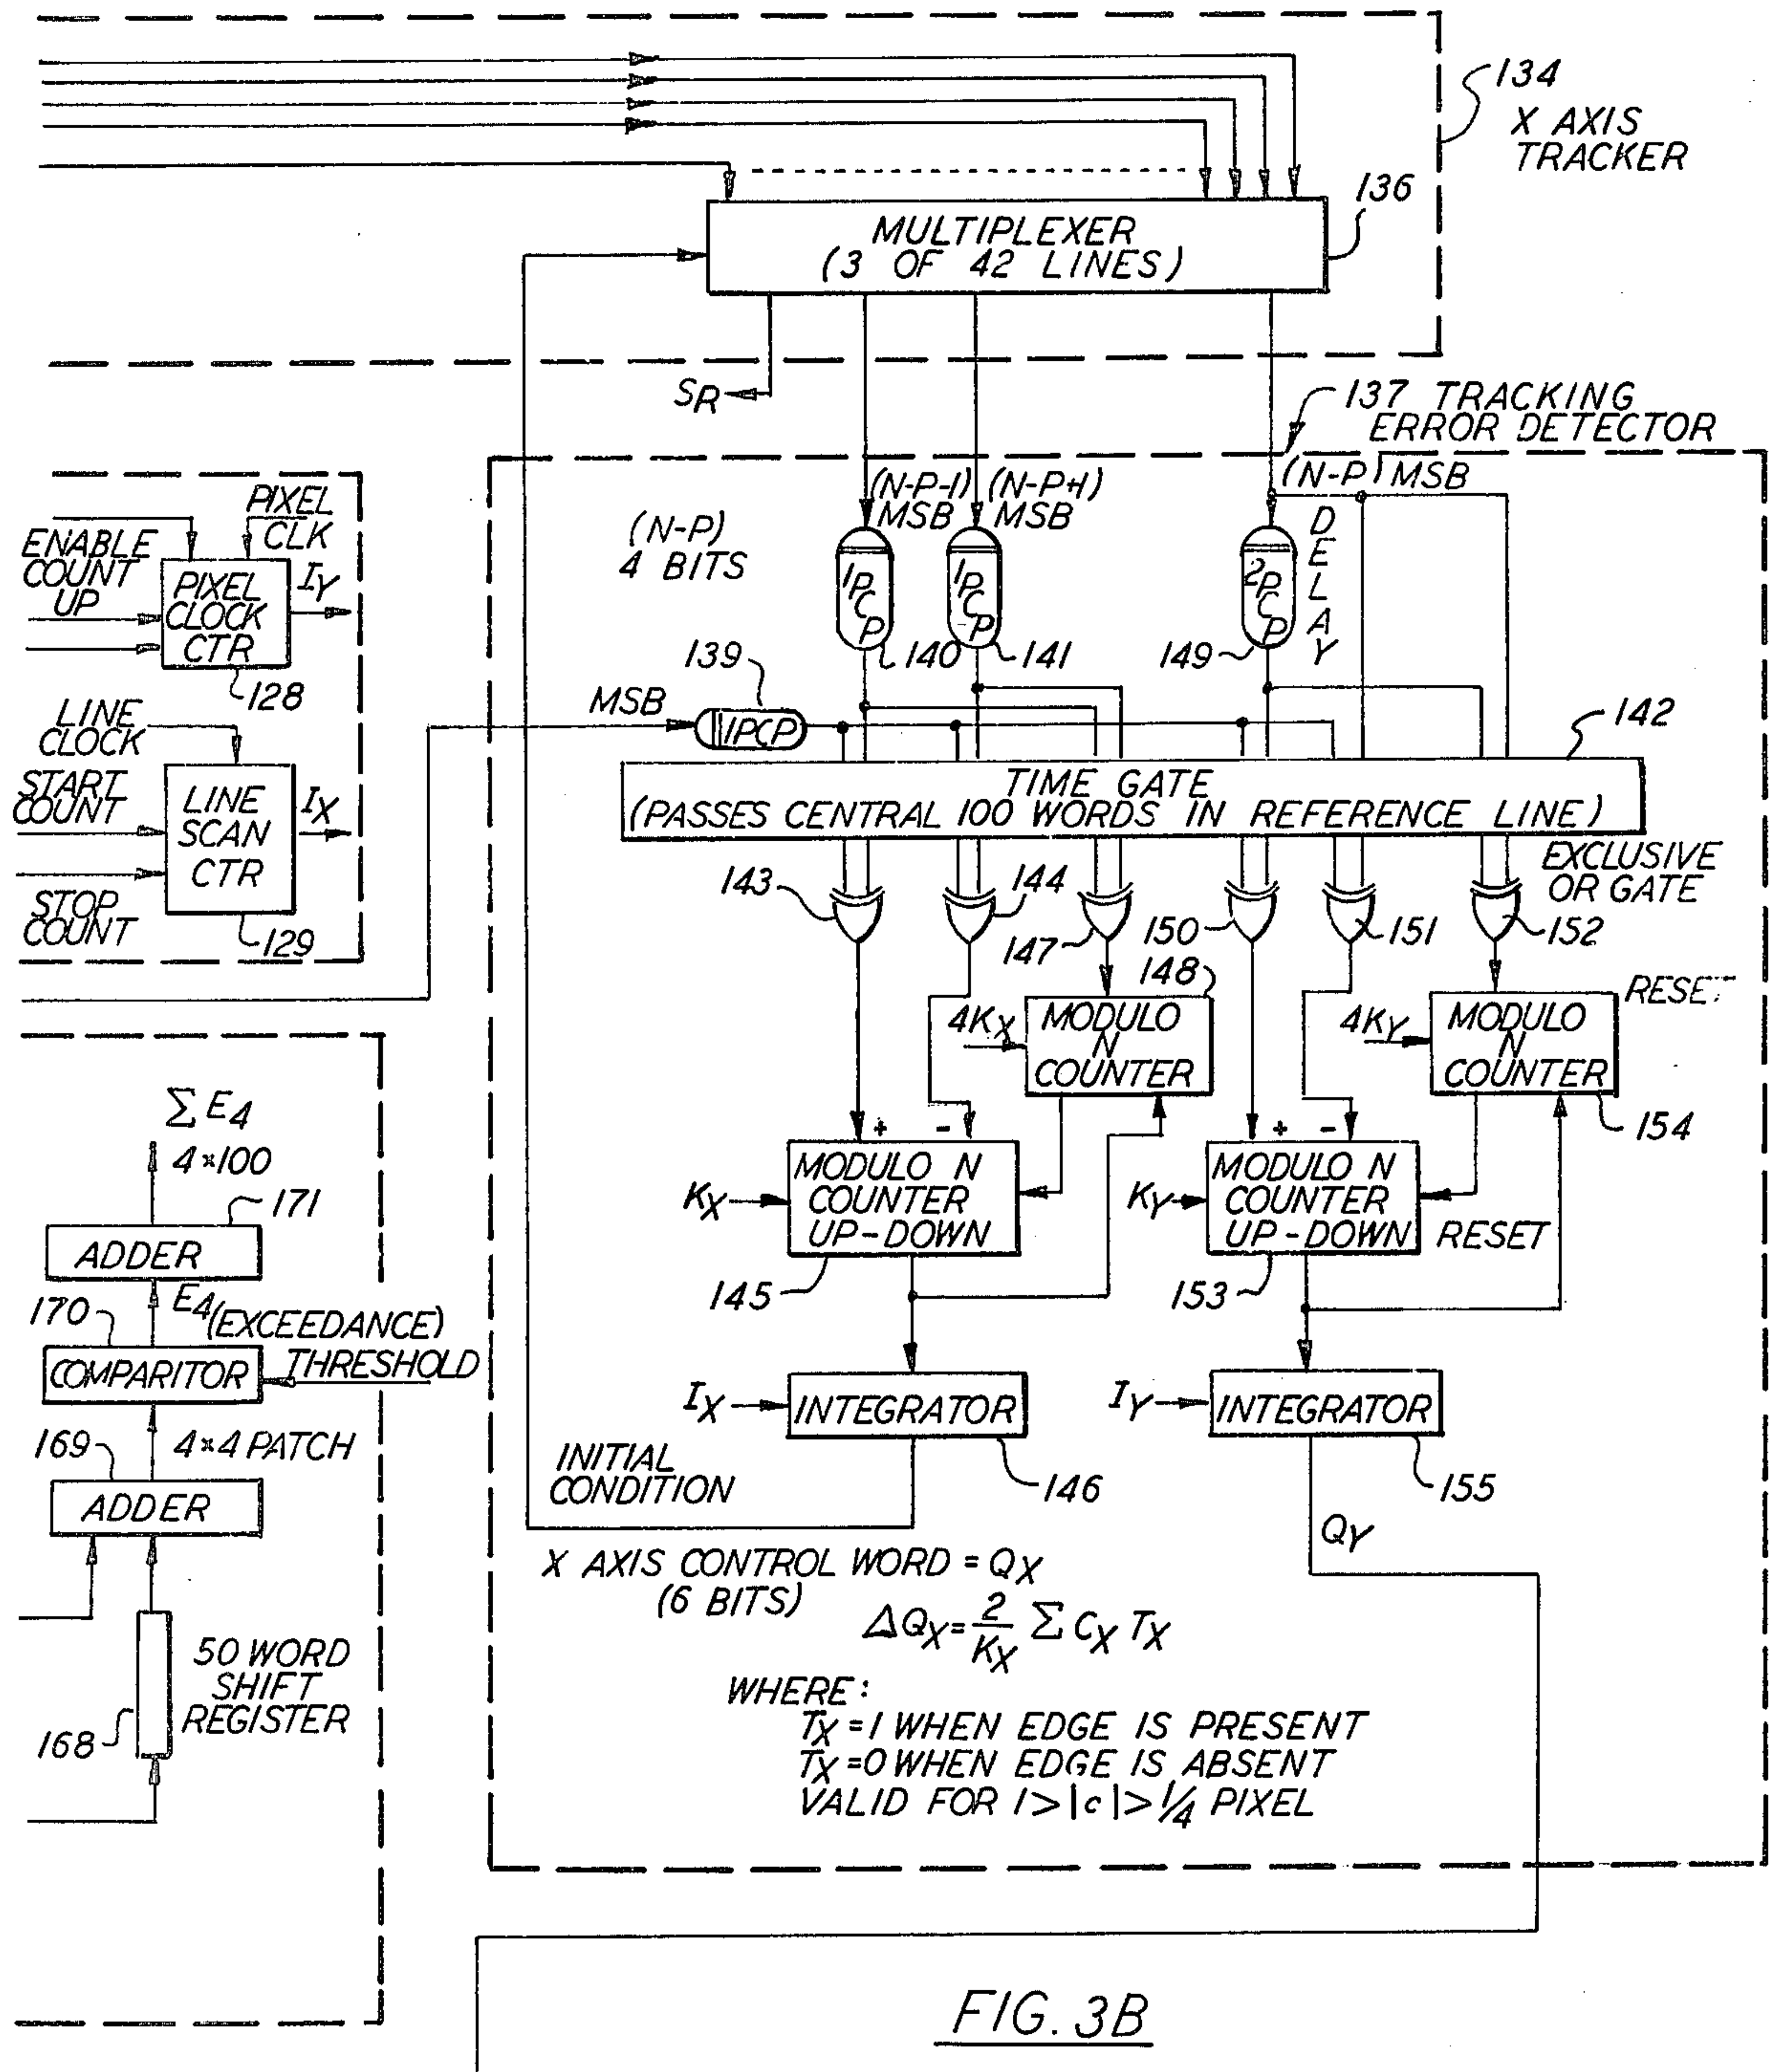 134
X AXIS
TRACKER
136
MULTIPLEXER
(3 OF 42 LINES)
SR
137 TRACKING
ERROR DETECTOR
(N-P-1)
MSB
(N-P+1)
MSB
(N-P) MSB
(N-P)
4 BITS
DELAY
1PCP
1PCP
2PCP
140
141
149
139
MSB
1PCP
142
TIME GATE
(PASSES CENTRAL 100 WORDS IN REFERENCE LINE)
PIXEL
CLK
ENABLE
COUNT
UP
PIXEL
CLOCK
CTR
IY
128
LINE
CLOCK
START
COUNT
LINE
SCAN
CTR
IX
STOP
COUNT
129
EXCLUSIVE
OR GATE
143
144
147
150
151
152
148
4KX
MODULO
N
COUNTER
4KY
MODULO
N
COUNTER
RESET
154
+ -
+ -
KX
MODULO N
COUNTER
UP-DOWN
145
KY
MODULO N
COUNTER
UP-DOWN
RESET
153
IX
INTEGRATOR
146
IY
INTEGRATOR
155
INITIAL
CONDITION
QY
Σ E4
4×100
171
ADDER
E4 (EXCEEDANCE)
170
COMPARITOR
THRESHOLD
4×4 PATCH
169
ADDER
50 WORD
SHIFT
REGISTER
168
X AXIS CONTROL WORD = QX
(6 BITS)
ΔQX = 2/KX Σ CX TX
WHERE:
TX = 1 WHEN EDGE IS PRESENT
TX = 0 WHEN EDGE IS ABSENT
VALID FOR 1 > |c| > 1/4 PIXEL
FIG. 3B